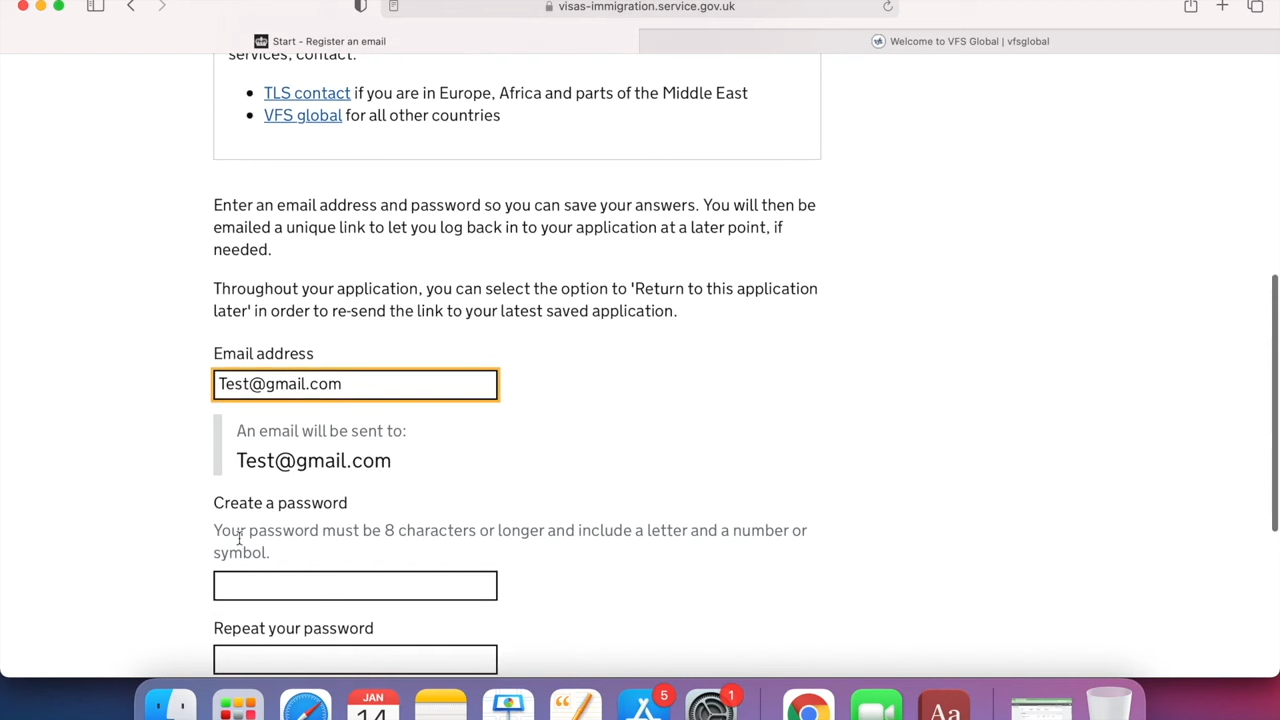 visas-immigration.service.gov.uk
Start - Register an email
Welcome to VFS Global | vfsglobal
services, contact:
TLS contact if you are in Europe, Africa and parts of the Middle East
VFS global for all other countries
Enter an email address and password so you can save your answers. You will then be
emailed a unique link to let you log back in to your application at a later point, if
needed.
Throughout your application, you can select the option to 'Return to this application
later' in order to re-send the link to your latest saved application.
Email address
Test@gmail.com
An email will be sent to:
Test@gmail.com
Create a password
Your password must be 8 characters or longer and include a letter and a number or
symbol.
Repeat your password
JAN
14
5
1
Aa